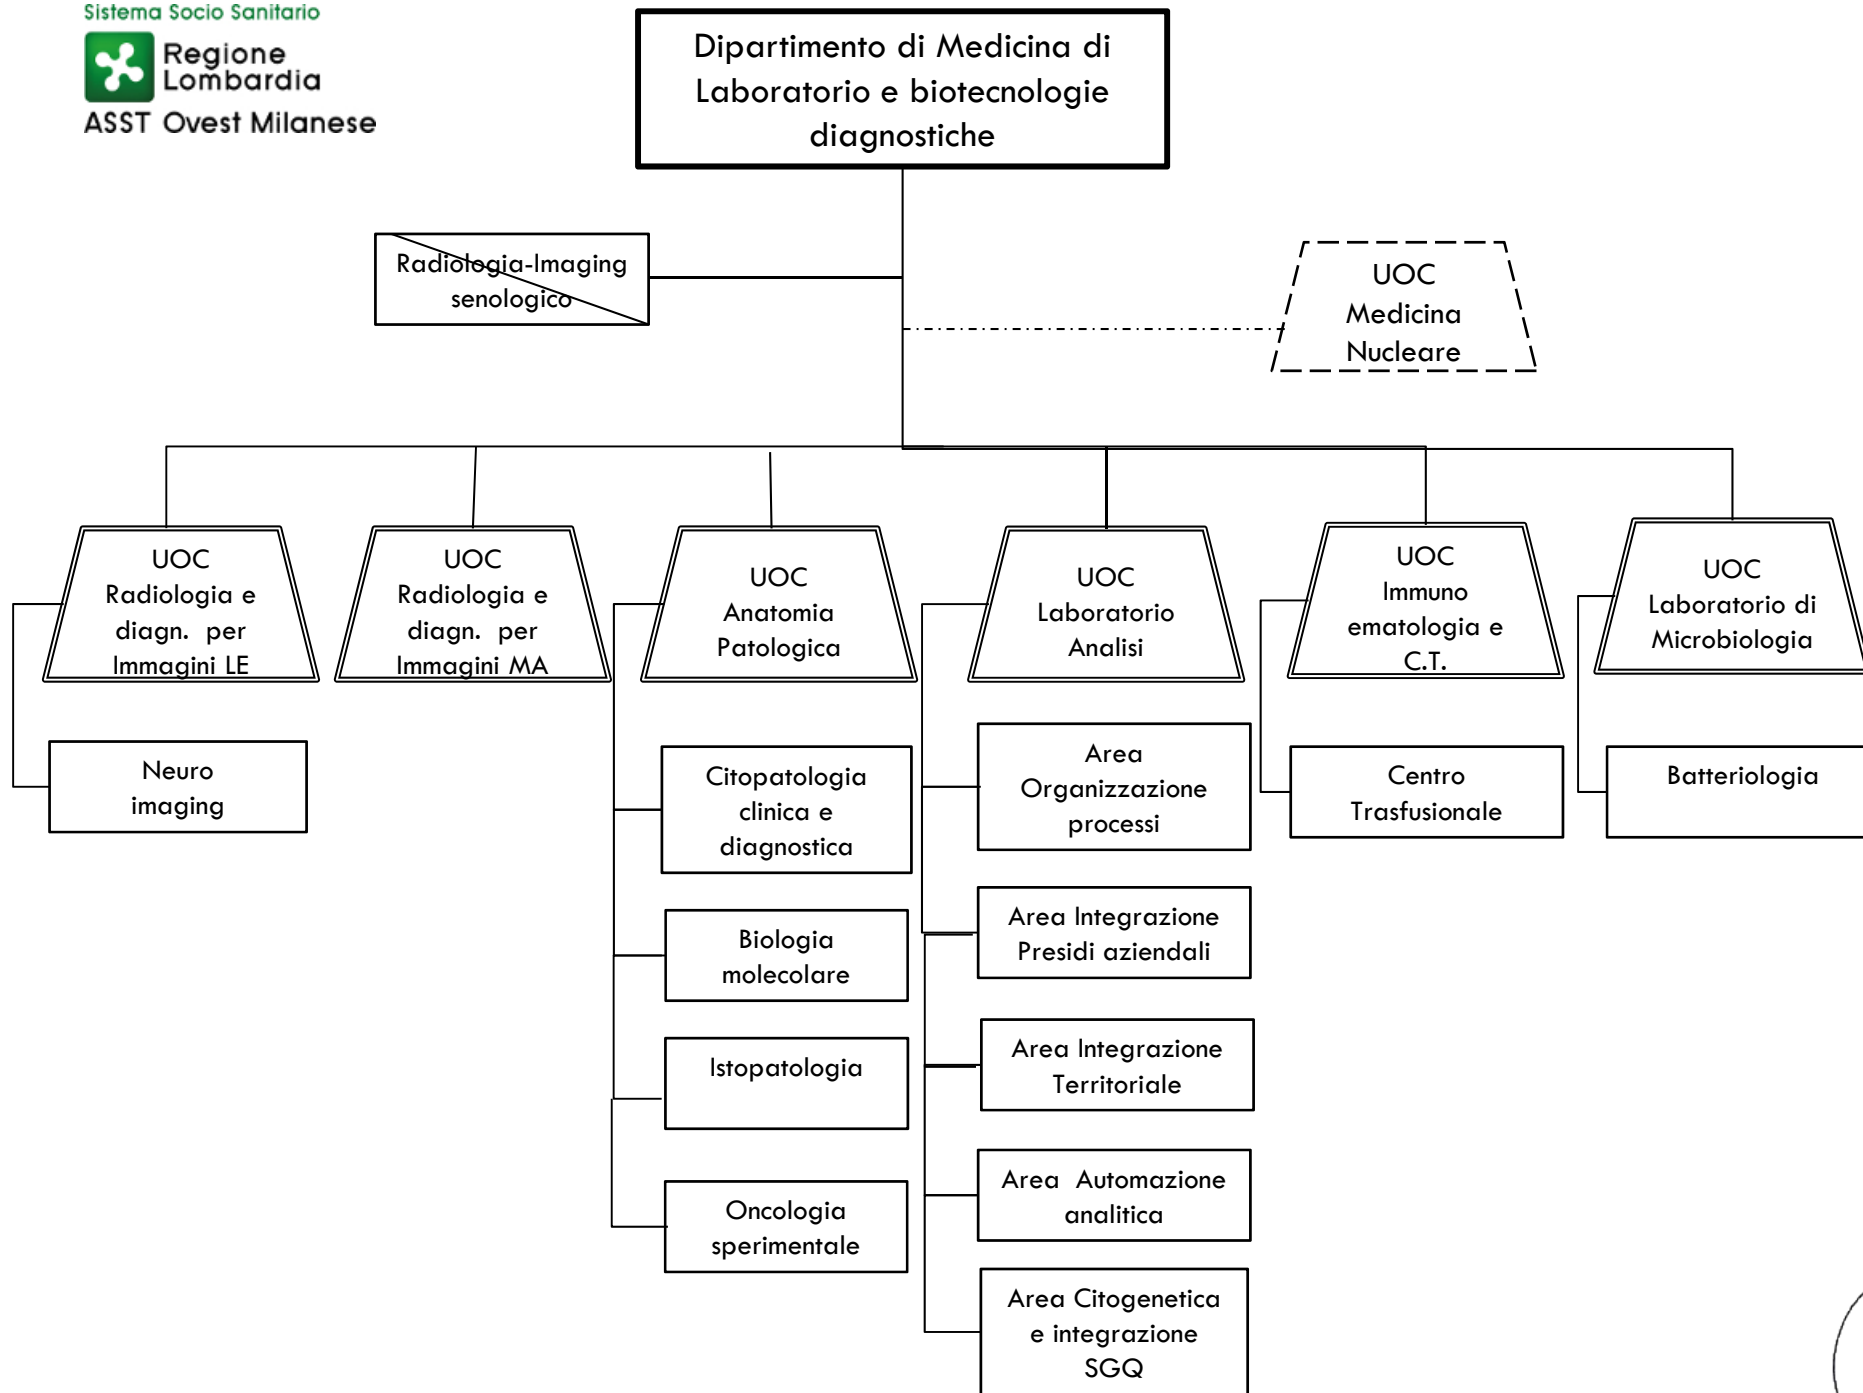 Sistema Socio Sanitario
Regione
Lombardia
ASST Ovest Milanese
Dipartimento di Medicina di
Laboratorio e biotecnologie
diagnostiche
Radiologia-Imaging
senologico
UOC
Medicina
Nucleare
UOC
Radiologia e
diagn. per
Immagini LE
UOC
Radiologia e
diagn. per
Immagini MA
UOC
Anatomia
Patologica
UOC
Laboratorio
Analisi
UOC
Immuno
ematologia e
C.T.
UOC
Laboratorio di
Microbiologia
Neuro
imaging
Citopatologia
clinica e
diagnostica
Biologia
molecolare
Istopatologia
Oncologia
sperimentale
Area
Organizzazione
processi
Area Integrazione
Presidi aziendali
Area Integrazione
Territoriale
Area Automazione
analitica
Area Citogenetica
e integrazione
SGQ
Centro
Trasfusionale
Batteriologia